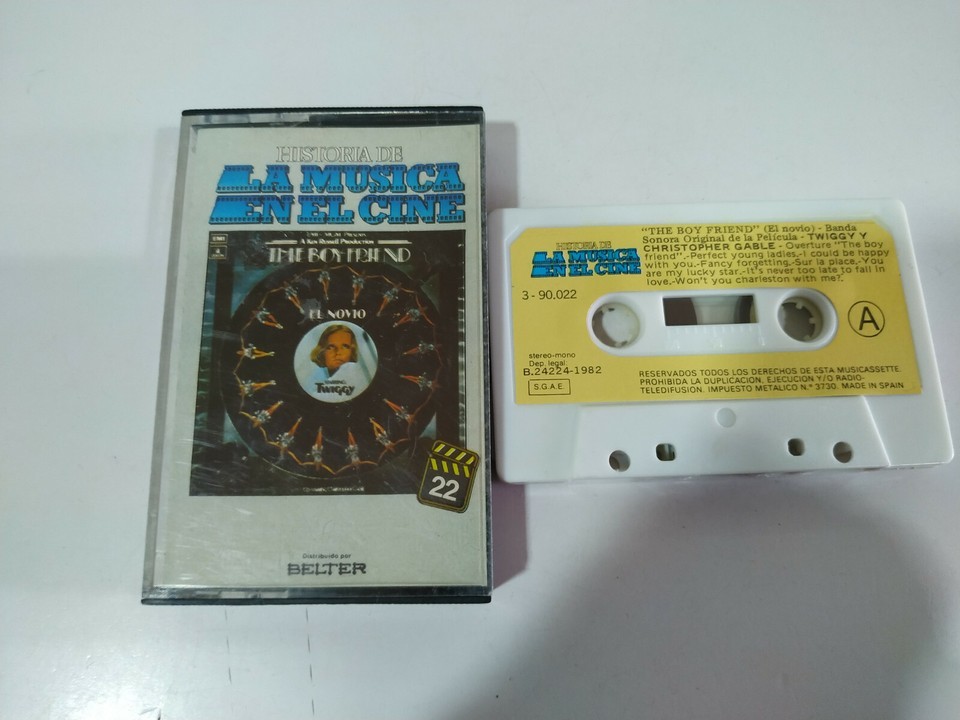 HISTORIA DE
LA MUSICA
EN EL CINE
A Ken Russell Production
THE BOY FRIEND
EL NOVIO
TWIGGY
22
Distribuido por
BELTER
HISTORIA DE
LA MUSICA
EN EL CINE
"THE BOY FRIEND" (El novio) - Banda
Sonora Original de la Película - TWIGGY Y
CHRISTOPHER GABLE - Overture "The boy
friend".-Perfect young ladies.-I could be happy
with you.-Fancy forgetting.-Sur la place.-You
are my lucky star.-It's never too late to fall in
love.-Won't you charleston with me?.
3-90.022
A
stereo-mono
Dep. legal:
B.24224-1982
S.G.A.E.
RESERVADOS TODOS LOS DERECHOS DE ESTA MUSICASSETTE.
PROHIBIDA LA DUPLICACION, EJECUCION Y/O RADIO-
TELEDIFUSION. IMPUESTO METALICO N.º 3730. MADE IN SPAIN